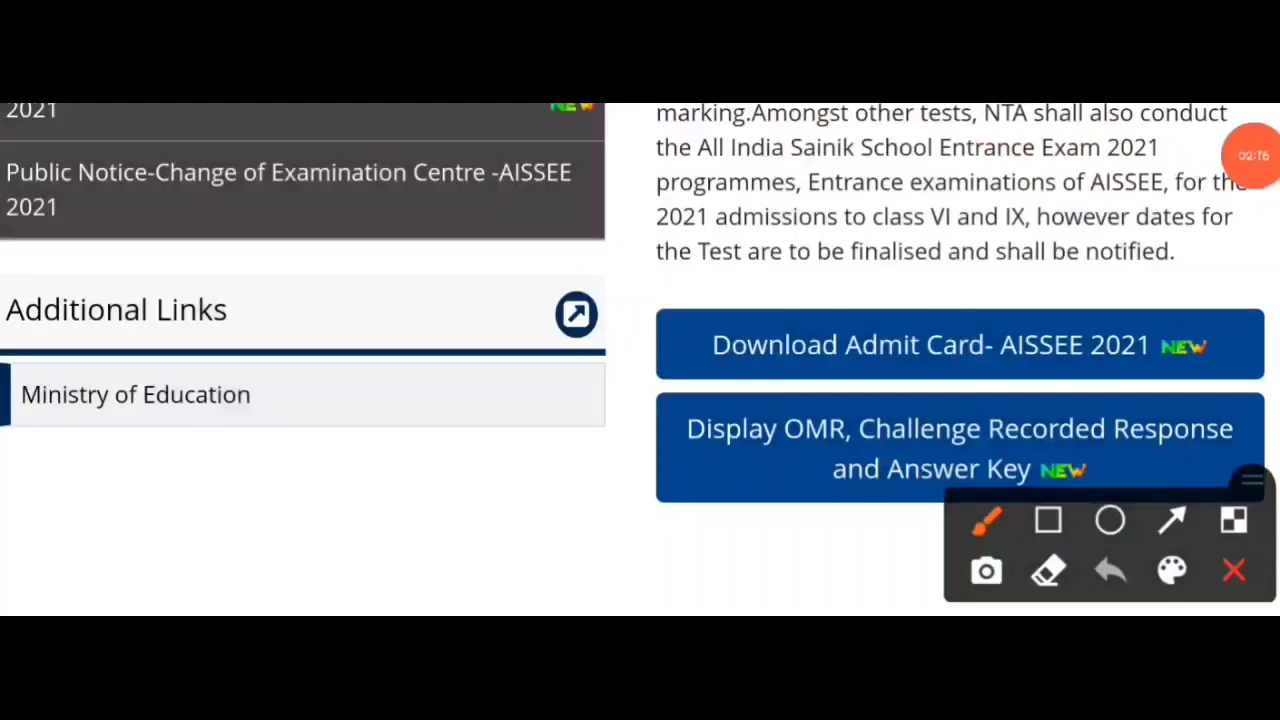 2021 NEW
Public Notice-Change of Examination Centre -AISSEE
2021
Additional Links
Ministry of Education
marking.Amongst other tests, NTA shall also conduct
the All India Sainik School Entrance Exam 2021
programmes, Entrance examinations of AISSEE, for the
2021 admissions to class VI and IX, however dates for
the Test are to be finalised and shall be notified.
Download Admit Card- AISSEE 2021 NEW
Display OMR, Challenge Recorded Response
and Answer Key NEW
02:16